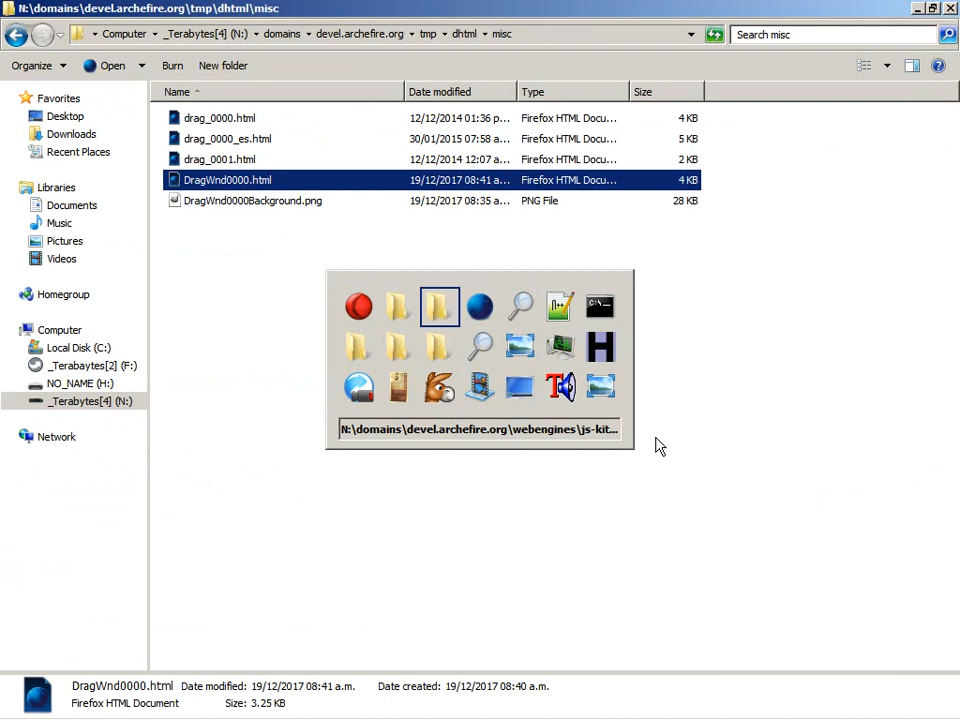 N:\domains\devel.archefire.org\tmp\dhtml\misc
Computer _Terabytes[4] (N:) domains devel.archefire.org tmp dhtml misc
Search misc
Organize Open Burn New folder
Name Date modified Type Size
Favorites
Desktop
Downloads
Recent Places
Libraries
Documents
Music
Pictures
Videos
Homegroup
Computer
Local Disk (C:)
_Terabaytes[2] (F:)
NO_NAME (H:)
_Terabytes[4] (N:)
Network
drag_0000.html 12/12/2014 01:36 p... Firefox HTML Docu... 4 KB
drag_0000_es.html 30/01/2015 07:58 a... Firefox HTML Docu... 5 KB
drag_0001.html 12/12/2014 12:07 a... Firefox HTML Docu... 2 KB
DragWnd0000.html 19/12/2017 08:41 a... Firefox HTML Docu... 4 KB
DragWnd0000Background.png 19/12/2017 08:35 a... PNG File 28 KB
C:\_
H
T
N:\domains\devel.archefire.org\webengines\js-kit...
DragWnd0000.html Date modified: 19/12/2017 08:41 a.m. Date created: 19/12/2017 08:40 a.m.
Firefox HTML Document Size: 3.25 KB